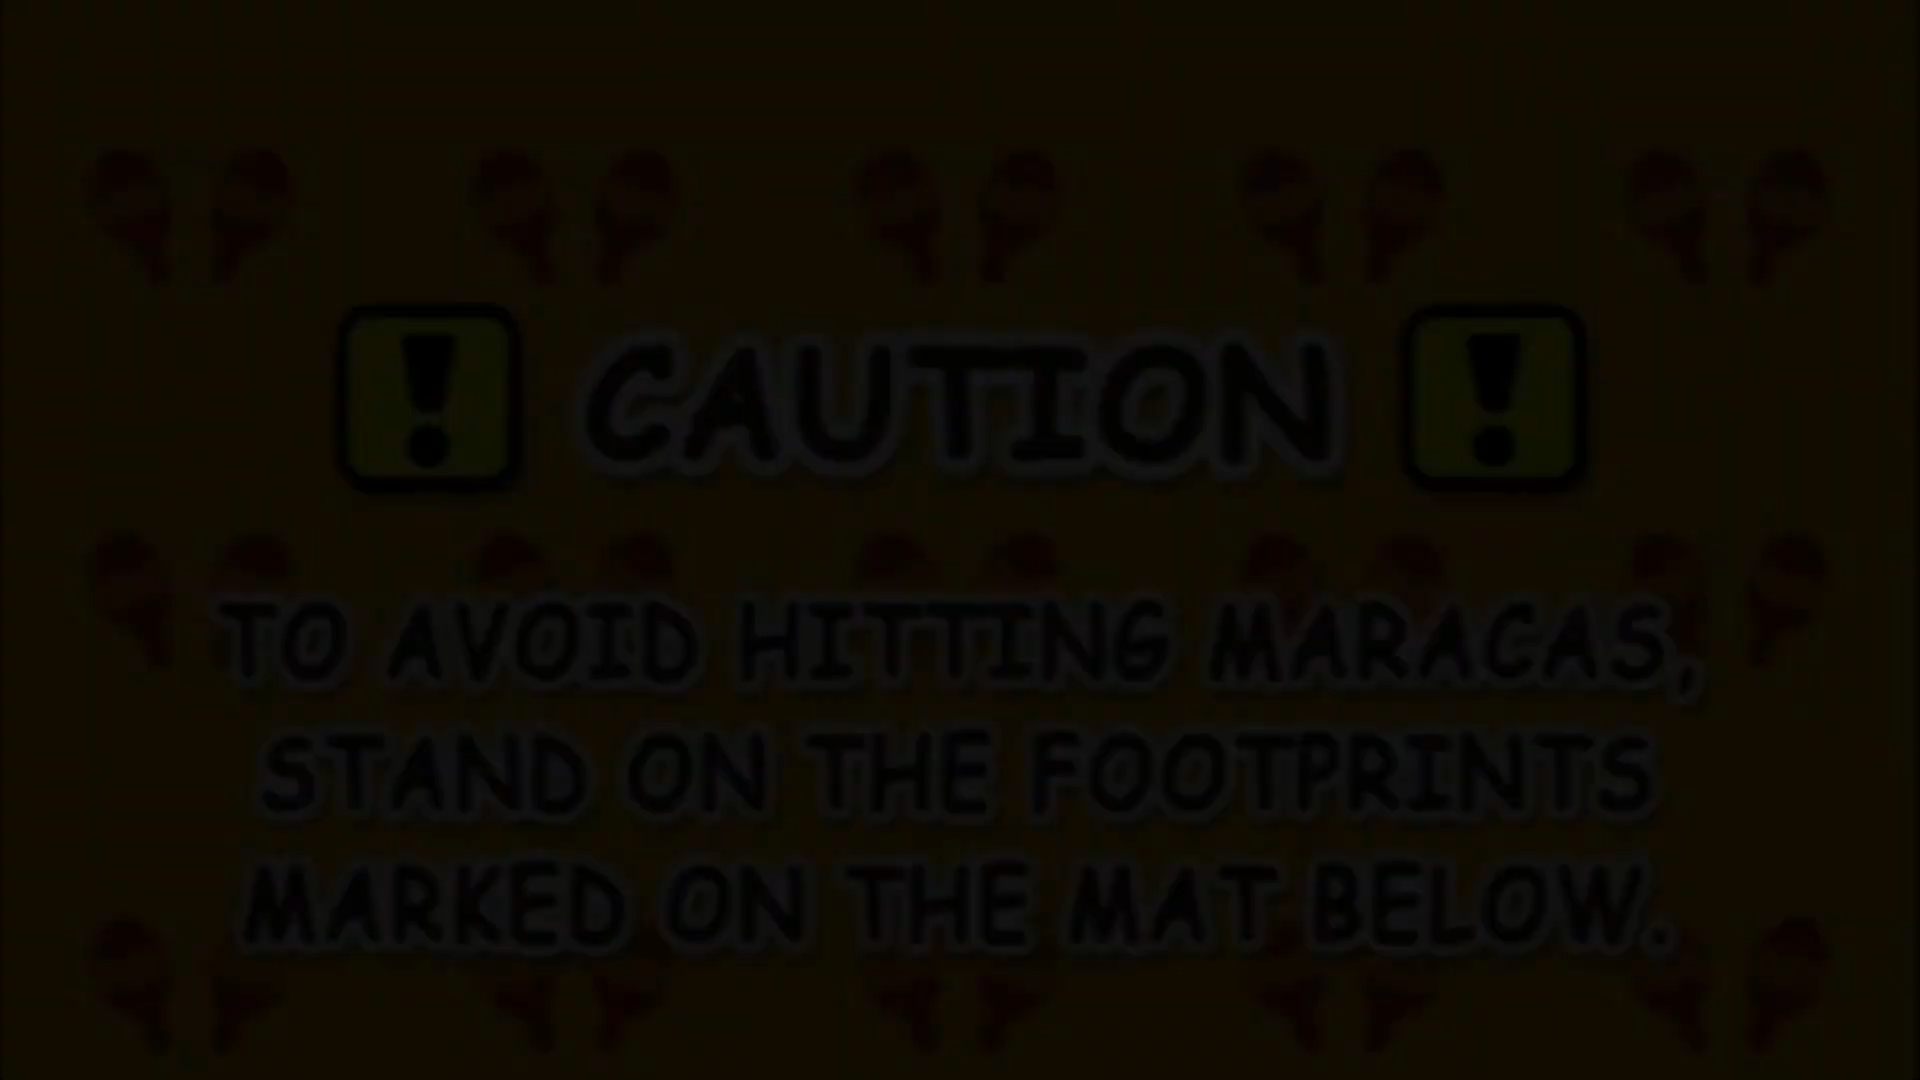 ! CAUTION !
TO AVOID HITTING MARACAS,
STAND ON THE FOOTPRINTS
MARKED ON THE MAT BELOW.